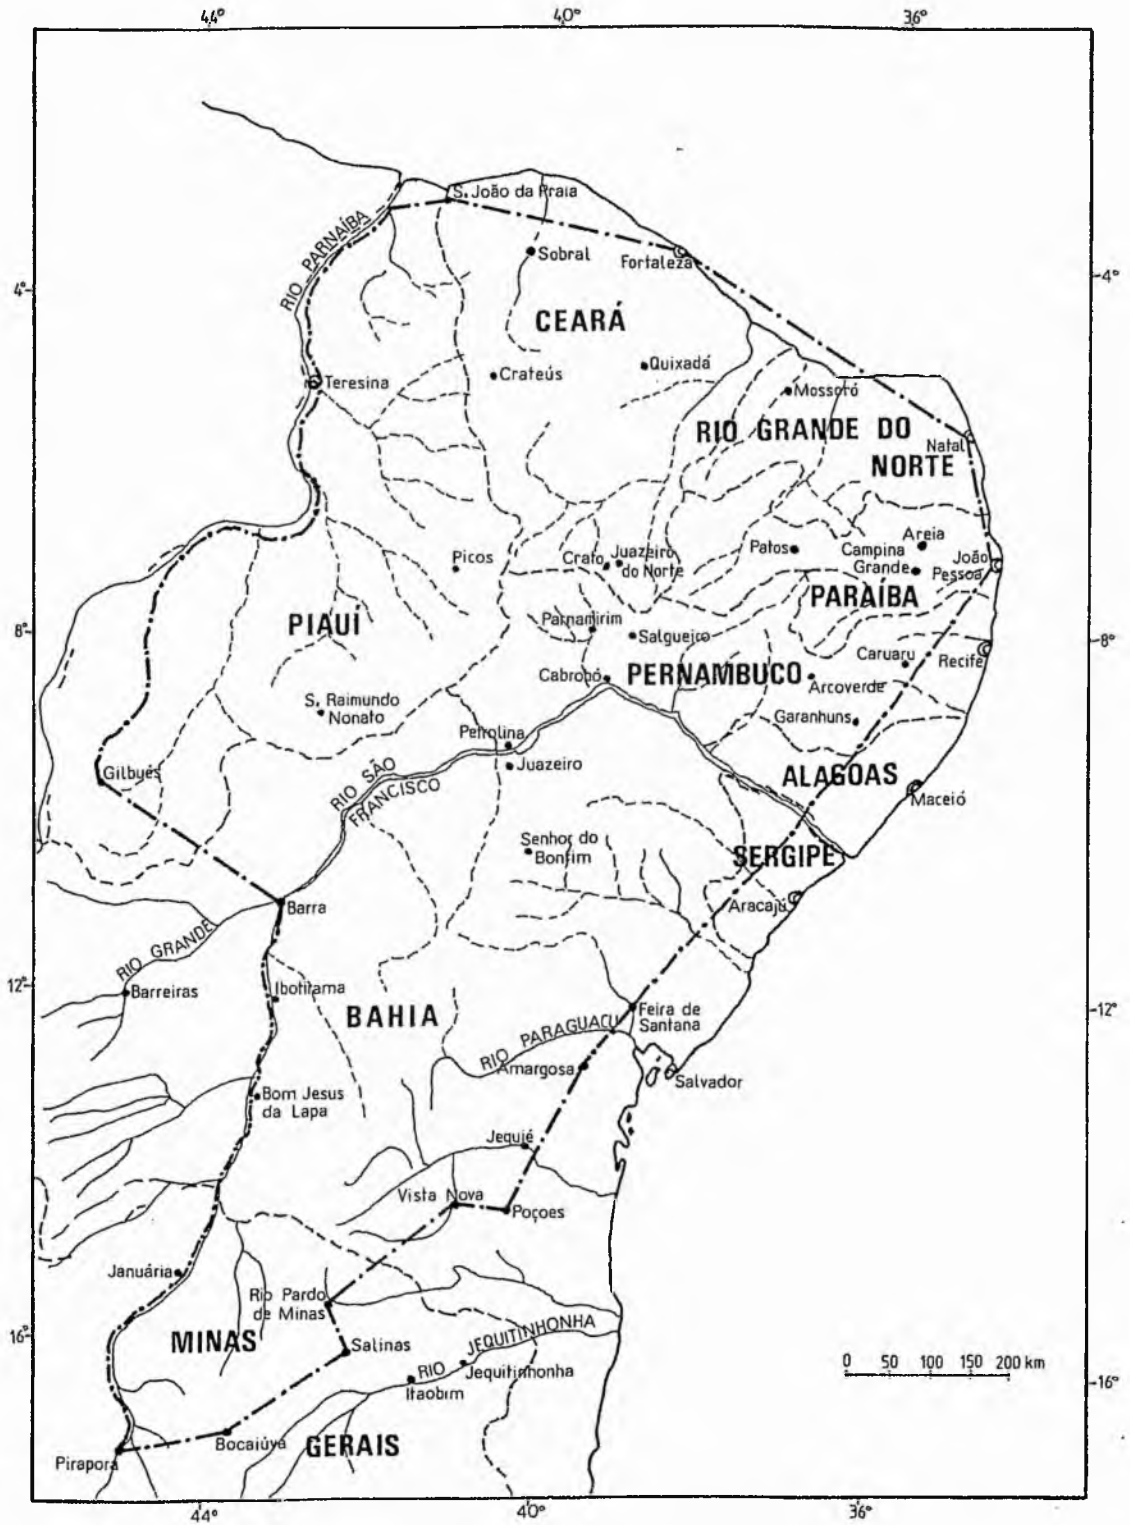 44°
40°
36°
S. João da Praia
RIO PARNAÍBA
Sobral
Fortaleza
4°
4°
CEARÁ
Quixadá
Crateús
Teresina
Mossoró
RIO GRANDE DO
NORTE
Natal
Areia
Patos
Campina
Grande
João
Pessoa
Picos
Crato
Juazeiro
do Norte
PARAÍBA
PIAUÍ
Parnamirim
Salgueiro
8°
8°
Caruaru
Recife
Cabrobó
PERNAMBUCO
Arcoverde
S. Raimundo
Nonato
Garanhuns
Petrolina
Juazeiro
Gilbués
RIO SÃO
FRANCISCO
ALAGOAS
Maceió
Senhor do
Bonfim
SERGIPE
Aracajú
Barra
RIO GRANDE
Barreiras
12°
Ibotirama
BAHIA
Feira de
Santana
12°
RIO PARAGUAÇU
Amargosa
Salvador
Bom Jesus
da Lapa
Jequié
Vista Nova
Poçoes
Januária
Rio Pardo
de Minas
MINAS
16°
Salinas
RIO JEQUITINHONHA
Jequitinhonha
Itaobim
0 50 100 150 200 km
16°
Bocaiúva
GERAIS
Pirapora
44°
40°
36°